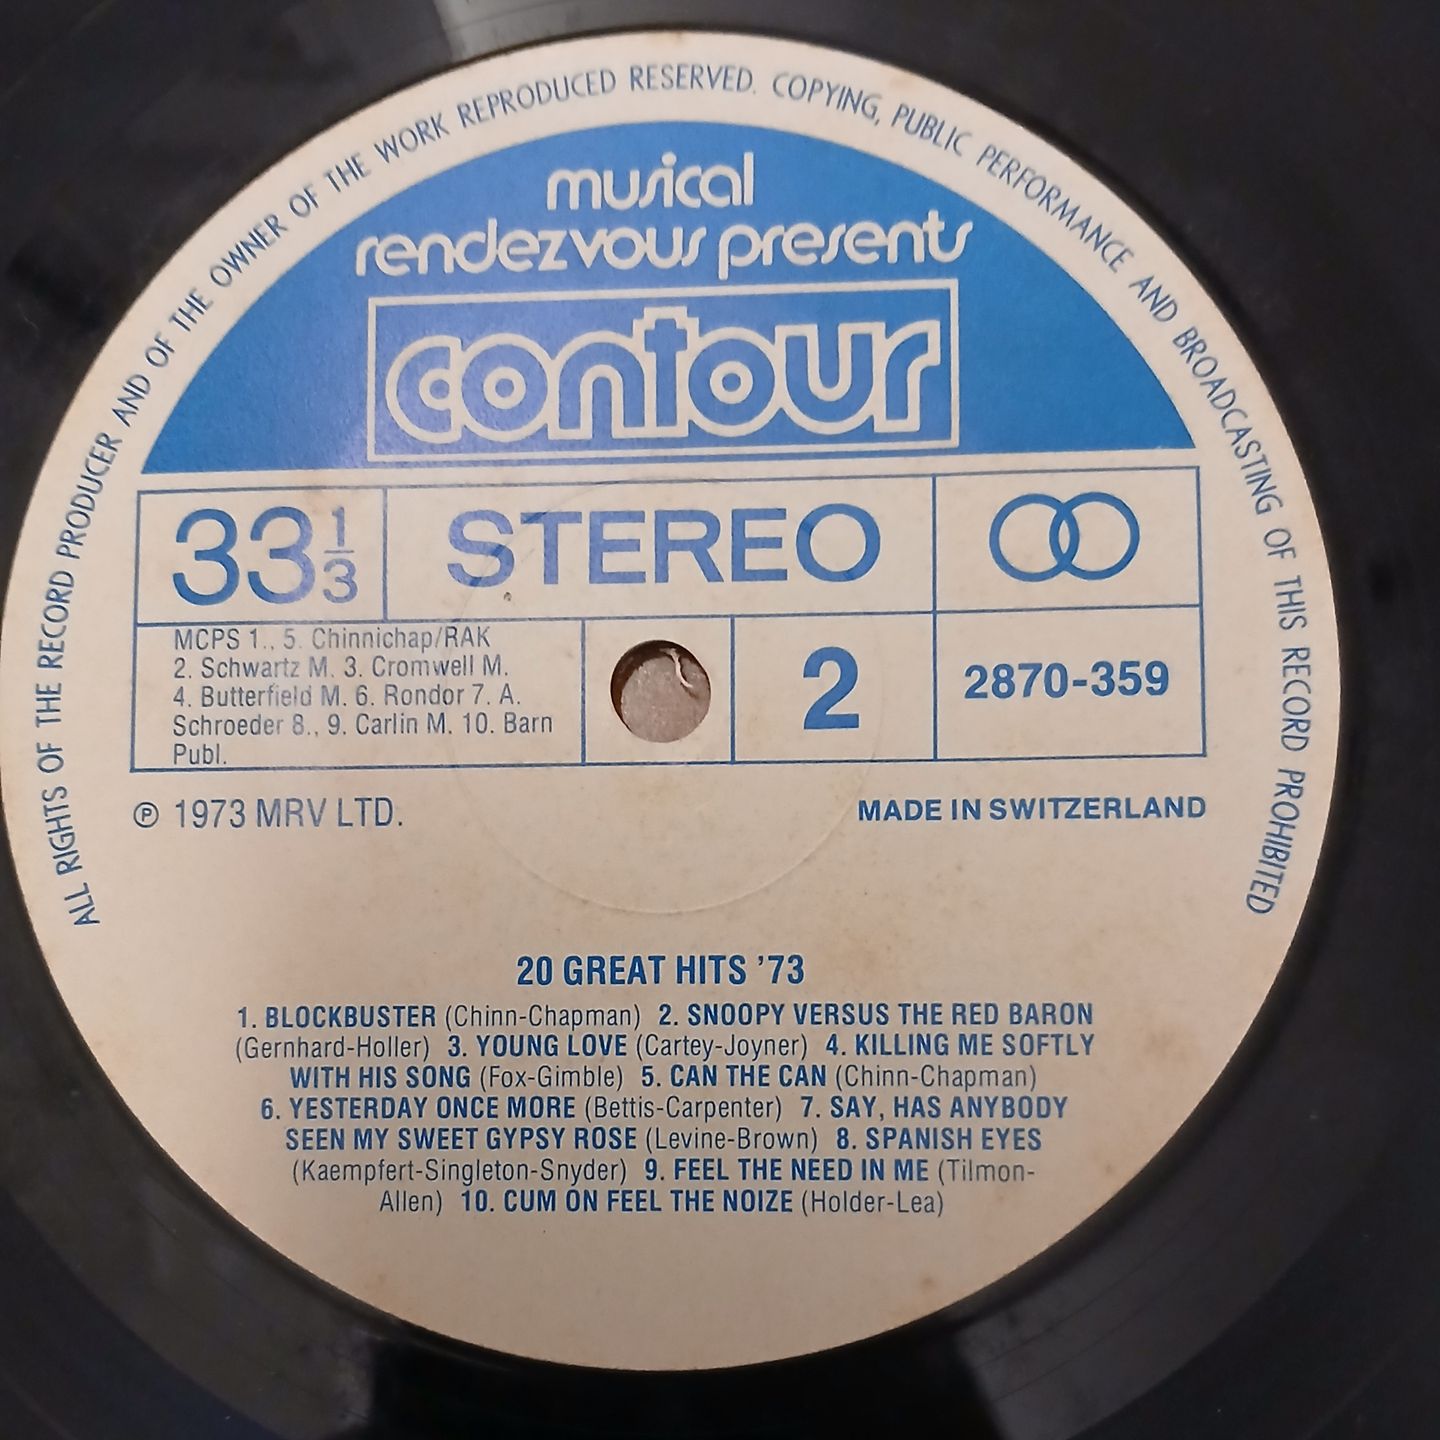 ALL RIGHTS OF THE RECORD PRODUCER AND OF THE OWNER OF THE WORK REPRODUCED RESERVED. COPYING, PUBLIC PERFORMANCE AND BROADCASTING OF THIS RECORD PROHIBITED
musical
rendezvous presents
contour
33 1/3
STEREO
MCPS 1., 5. Chinnichap/RAK
2. Schwartz M. 3. Cromwell M.
4. Butterfield M. 6. Rondor 7. A.
Schroeder 8., 9. Carlin M. 10. Barn
Publ.
2
2870-359
℗ 1973 MRV LTD.
MADE IN SWITZERLAND
20 GREAT HITS '73
1. BLOCKBUSTER (Chinn-Chapman) 2. SNOOPY VERSUS THE RED BARON
(Gernhard-Holler) 3. YOUNG LOVE (Cartey-Joyner) 4. KILLING ME SOFTLY
WITH HIS SONG (Fox-Gimble) 5. CAN THE CAN (Chinn-Chapman)
6. YESTERDAY ONCE MORE (Bettis-Carpenter) 7. SAY, HAS ANYBODY
SEEN MY SWEET GYPSY ROSE (Levine-Brown) 8. SPANISH EYES
(Kaempfert-Singleton-Snyder) 9. FEEL THE NEED IN ME (Tilmon-
Allen) 10. CUM ON FEEL THE NOIZE (Holder-Lea)